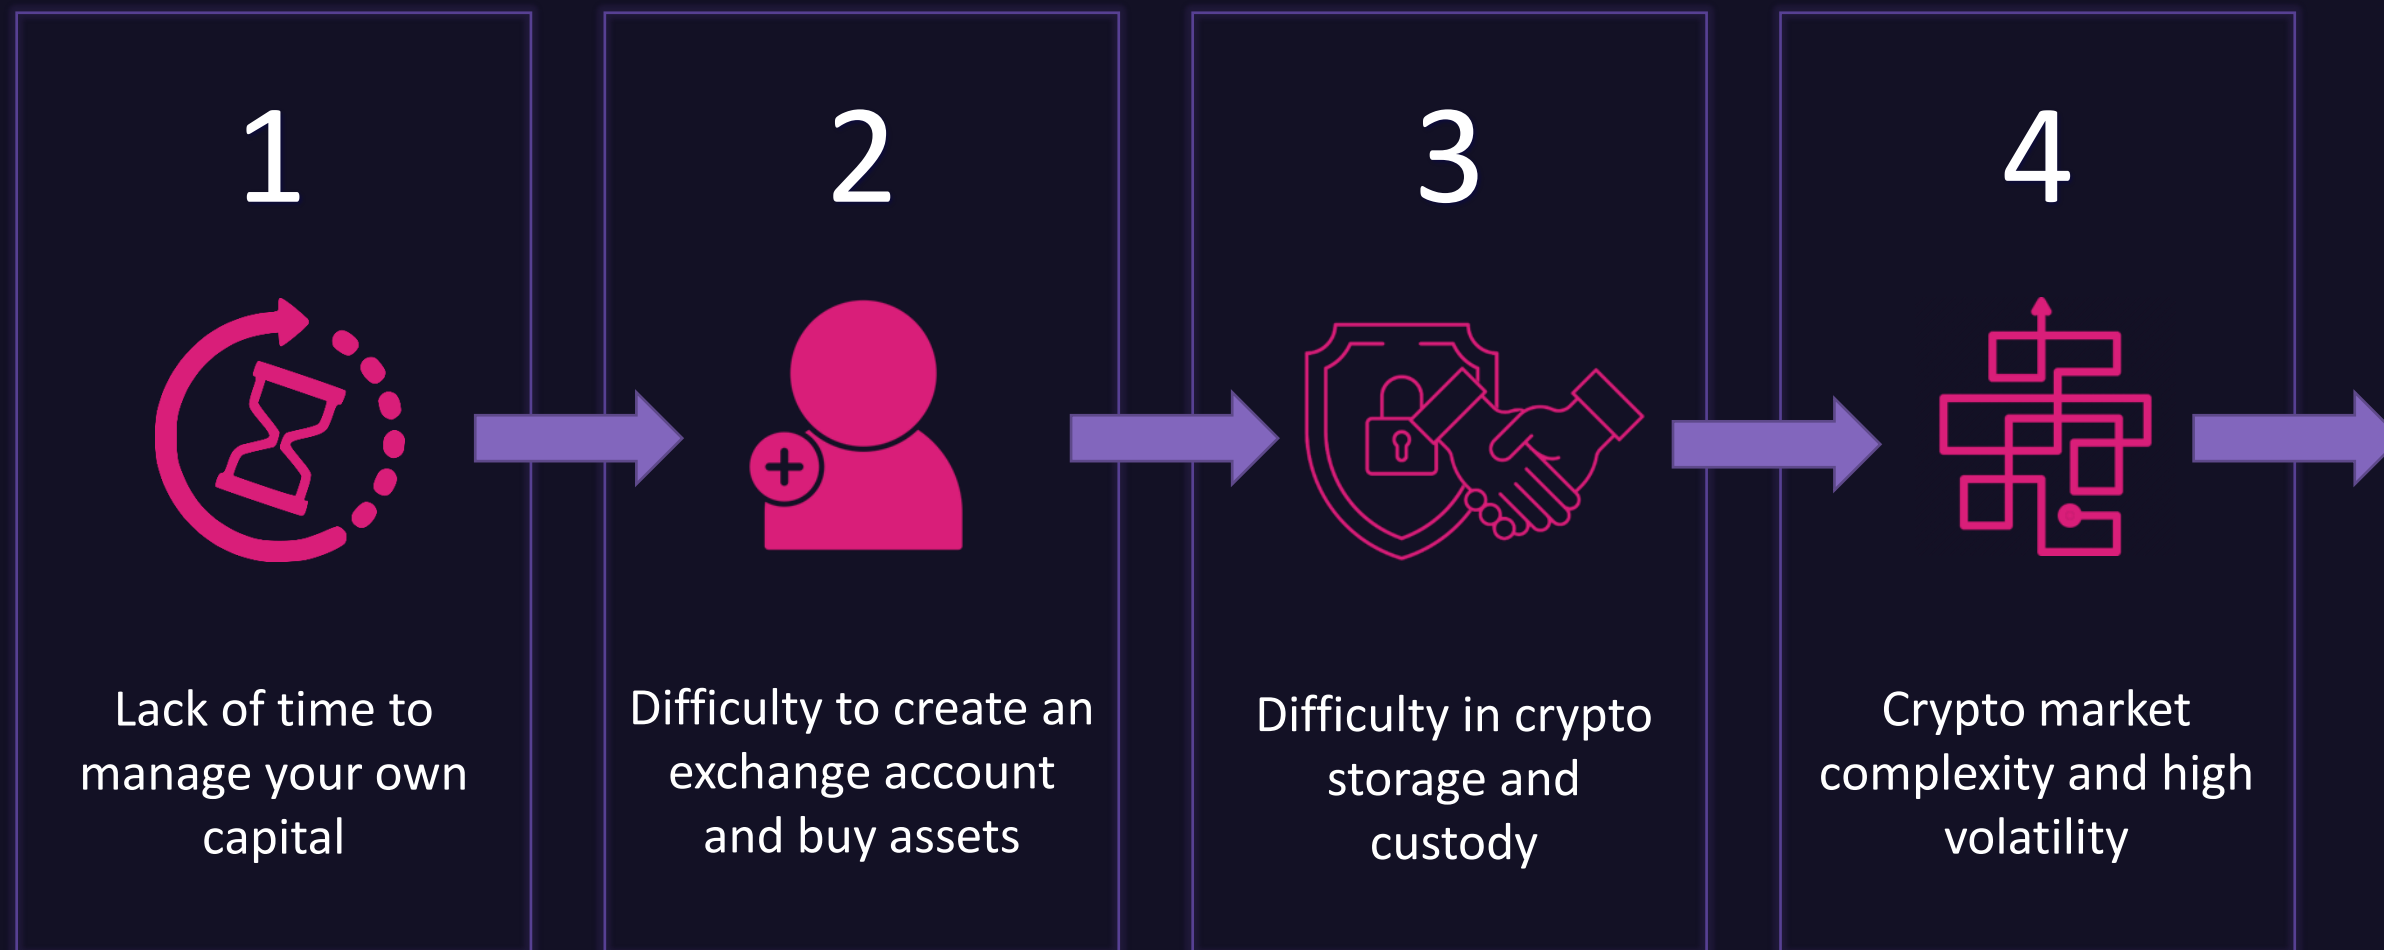 1
Lack of time to
manage your own
capital
2
Difficulty to create an
exchange account
and buy assets
3
Difficulty in crypto
storage and
custody
4
Crypto market
complexity and high
volatility